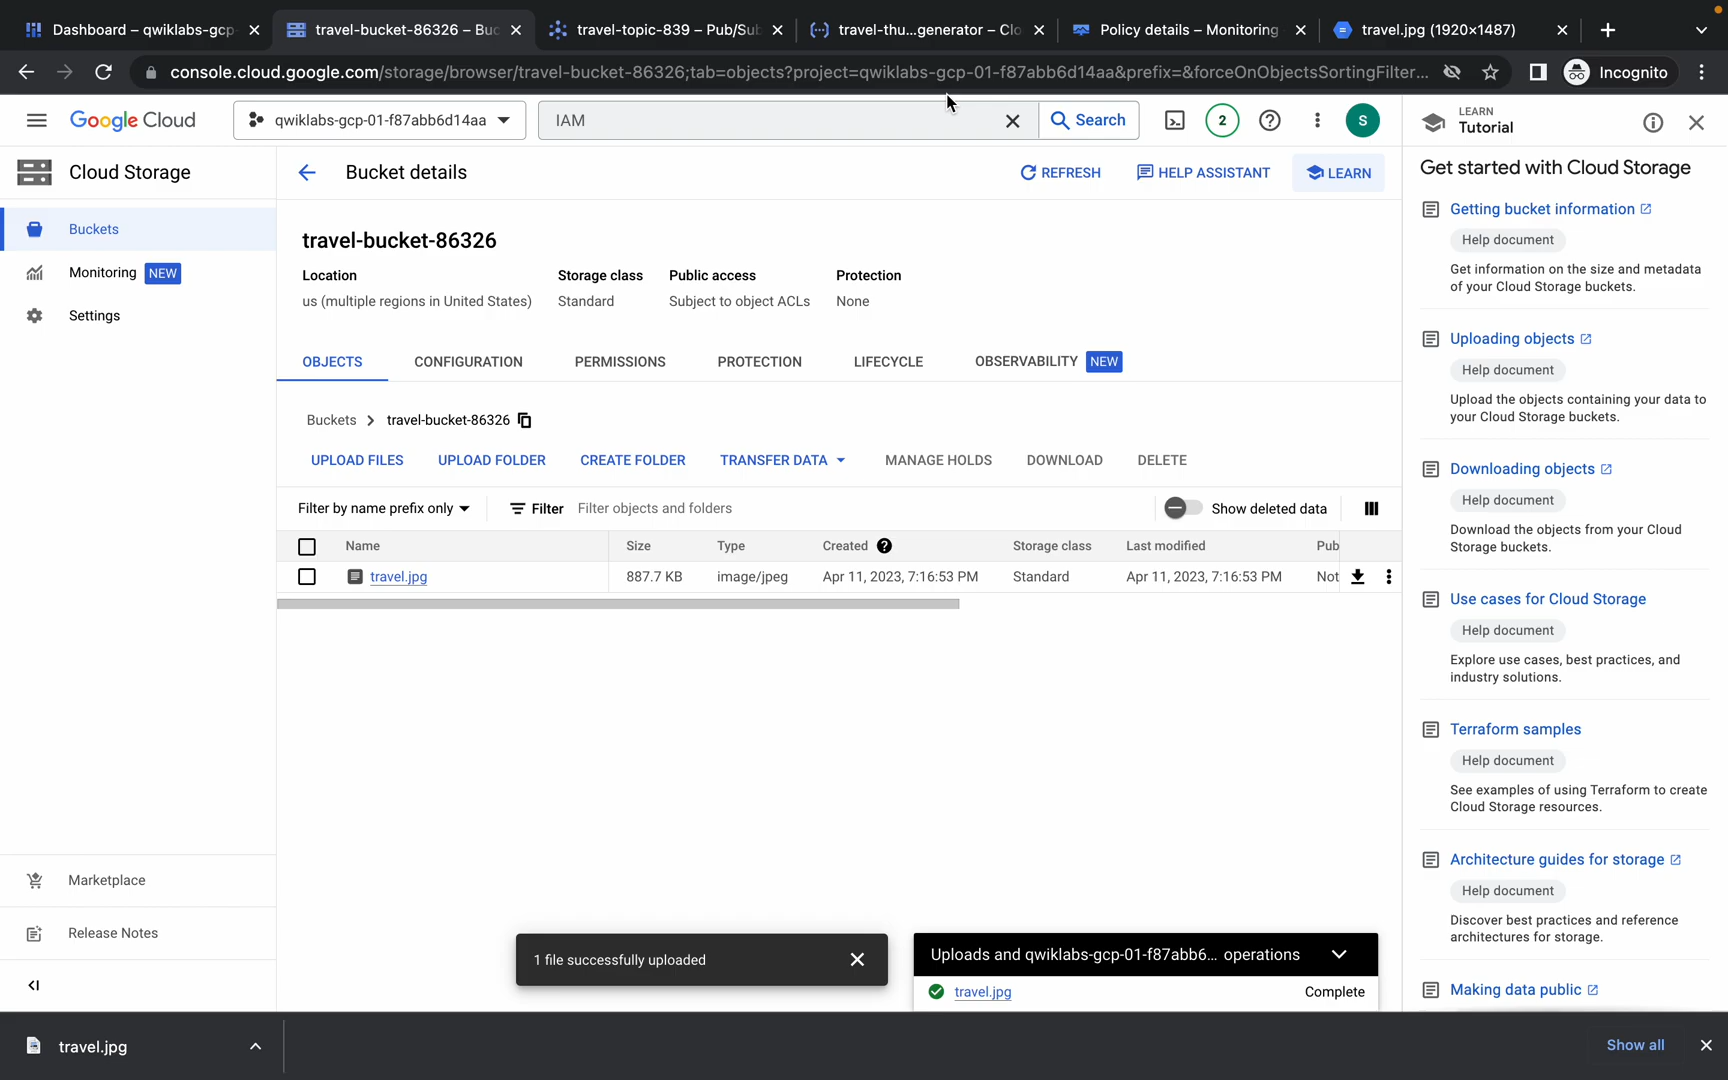 Dashboard – qwiklabs-gcp-
travel-bucket-86326 – Buc
travel-topic-839 – Pub/Sub
travel-thu...generator – Clo
Policy details – Monitoring
travel.jpg (1920×1487)
console.cloud.google.com/storage/browser/travel-bucket-86326;tab=objects?project=qwiklabs-gcp-01-f87abb6d14aa&prefix=&forceOnObjectsSortingFilter...
Incognito
Google Cloud
qwiklabs-gcp-01-f87abb6d14aa
IAM
Search
2
S
LEARN
Tutorial
Cloud Storage
Bucket details
REFRESH
HELP ASSISTANT
LEARN
Get started with Cloud Storage
Buckets
Monitoring NEW
Settings
travel-bucket-86326
Location
Storage class
Public access
Protection
us (multiple regions in United States)
Standard
Subject to object ACLs
None
OBJECTS
CONFIGURATION
PERMISSIONS
PROTECTION
LIFECYCLE
OBSERVABILITY NEW
Buckets > travel-bucket-86326
UPLOAD FILES
UPLOAD FOLDER
CREATE FOLDER
TRANSFER DATA
MANAGE HOLDS
DOWNLOAD
DELETE
Filter by name prefix only
Filter
Filter objects and folders
Show deleted data
Name
Size
Type
Created
Storage class
Last modified
Pub
travel.jpg
887.7 KB
image/jpeg
Apr 11, 2023, 7:16:53 PM
Standard
Apr 11, 2023, 7:16:53 PM
Not
Getting bucket information
Help document
Get information on the size and metadata
of your Cloud Storage buckets.
Uploading objects
Help document
Upload the objects containing your data to
your Cloud Storage buckets.
Downloading objects
Help document
Download the objects from your Cloud
Storage buckets.
Use cases for Cloud Storage
Help document
Explore use cases, best practices, and
industry solutions.
Terraform samples
Help document
See examples of using Terraform to create
Cloud Storage resources.
Architecture guides for storage
Help document
Discover best practices and reference
architectures for storage.
Making data public
Marketplace
Release Notes
1 file successfully uploaded
Uploads and qwiklabs-gcp-01-f87abb6... operations
travel.jpg
Complete
travel.jpg
Show all